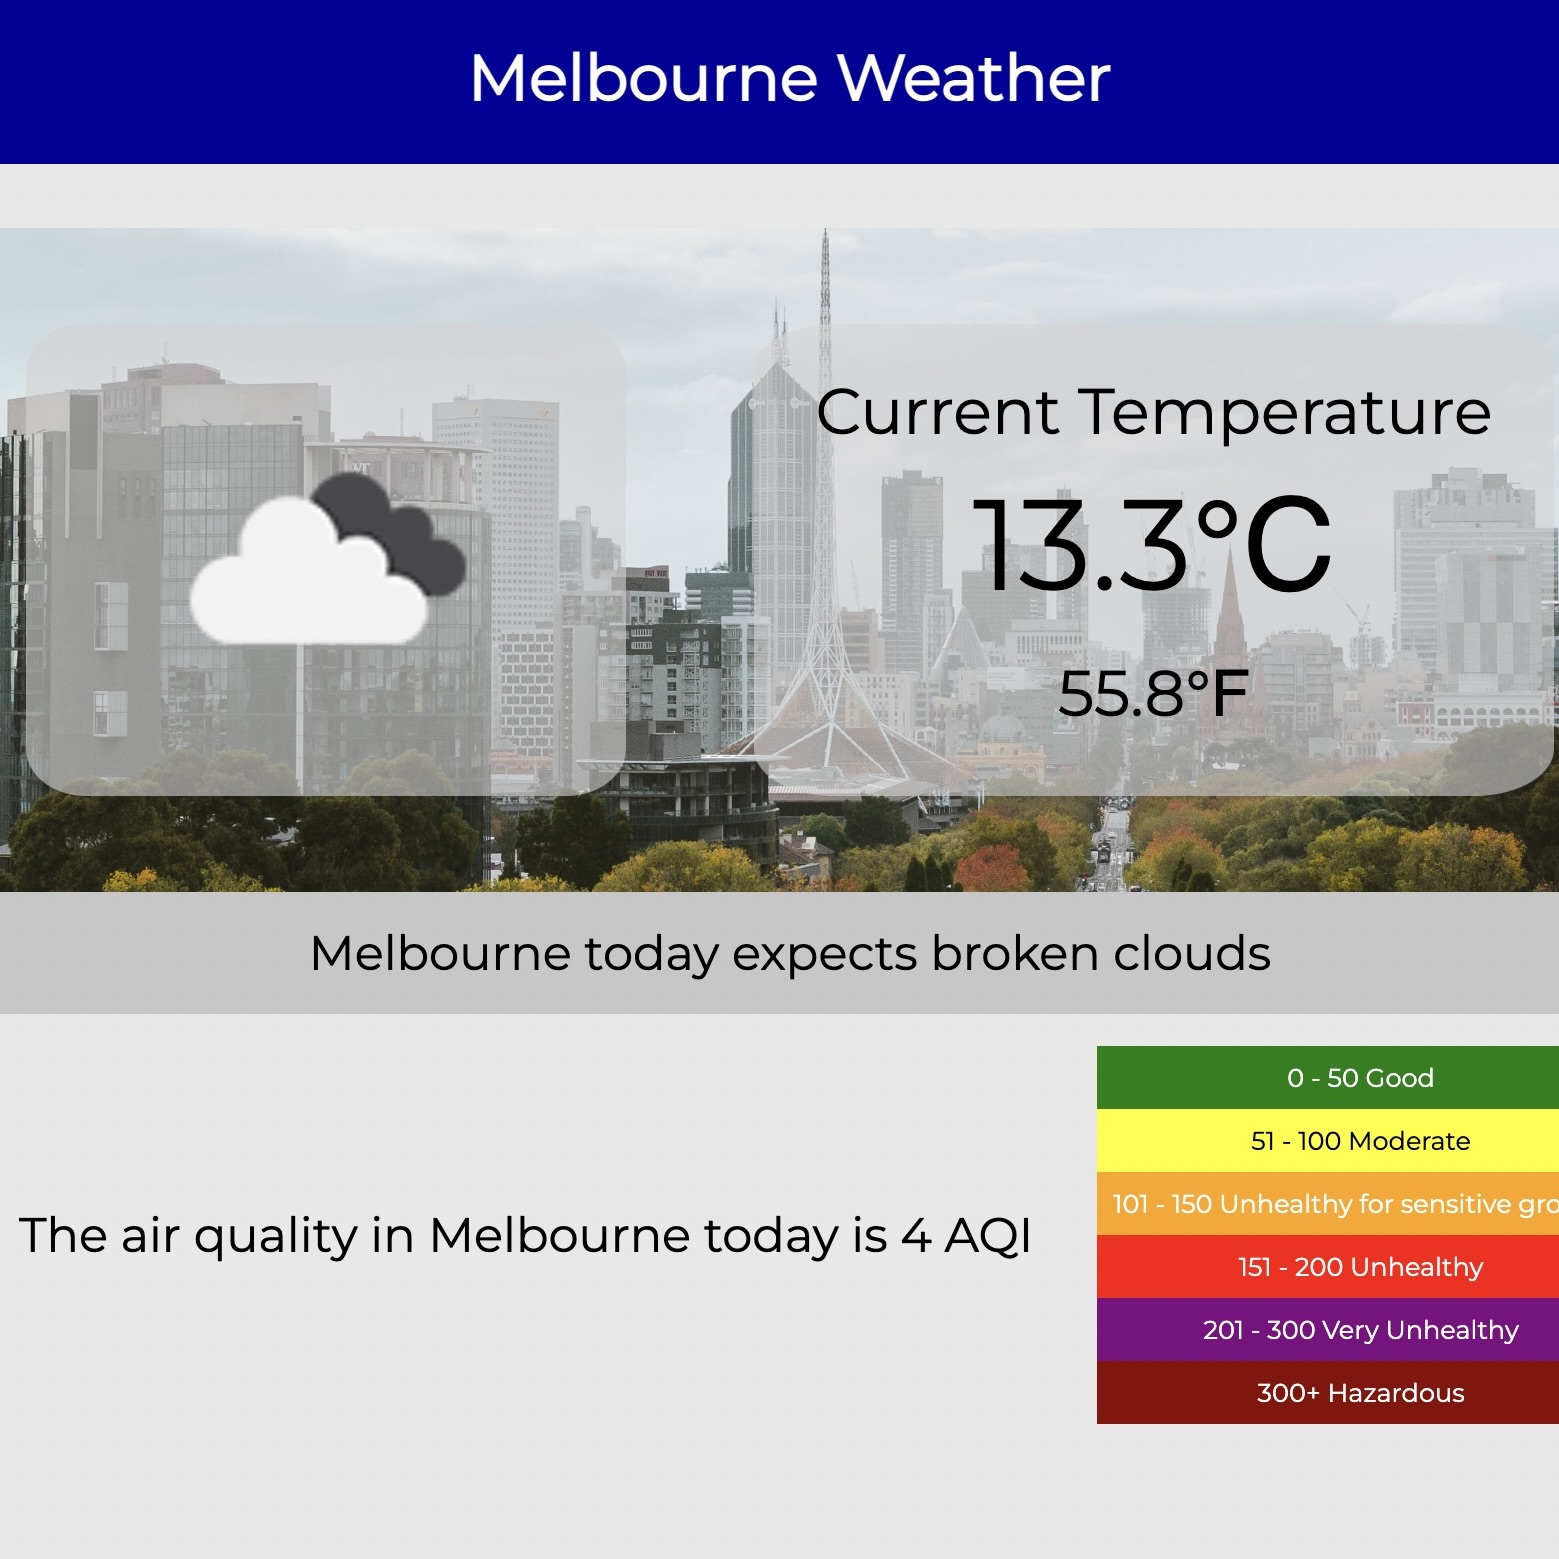 Melbourne Weather
Current Temperature
13.3°C
55.8°F
Melbourne today expects broken clouds
The air quality in Melbourne today is 4 AQI
0 - 50 Good
51 - 100 Moderate
101 - 150 Unhealthy for sensitive
151 - 200 Unhealthy
201 - 300 Very Unhealthy
300+ Hazardous